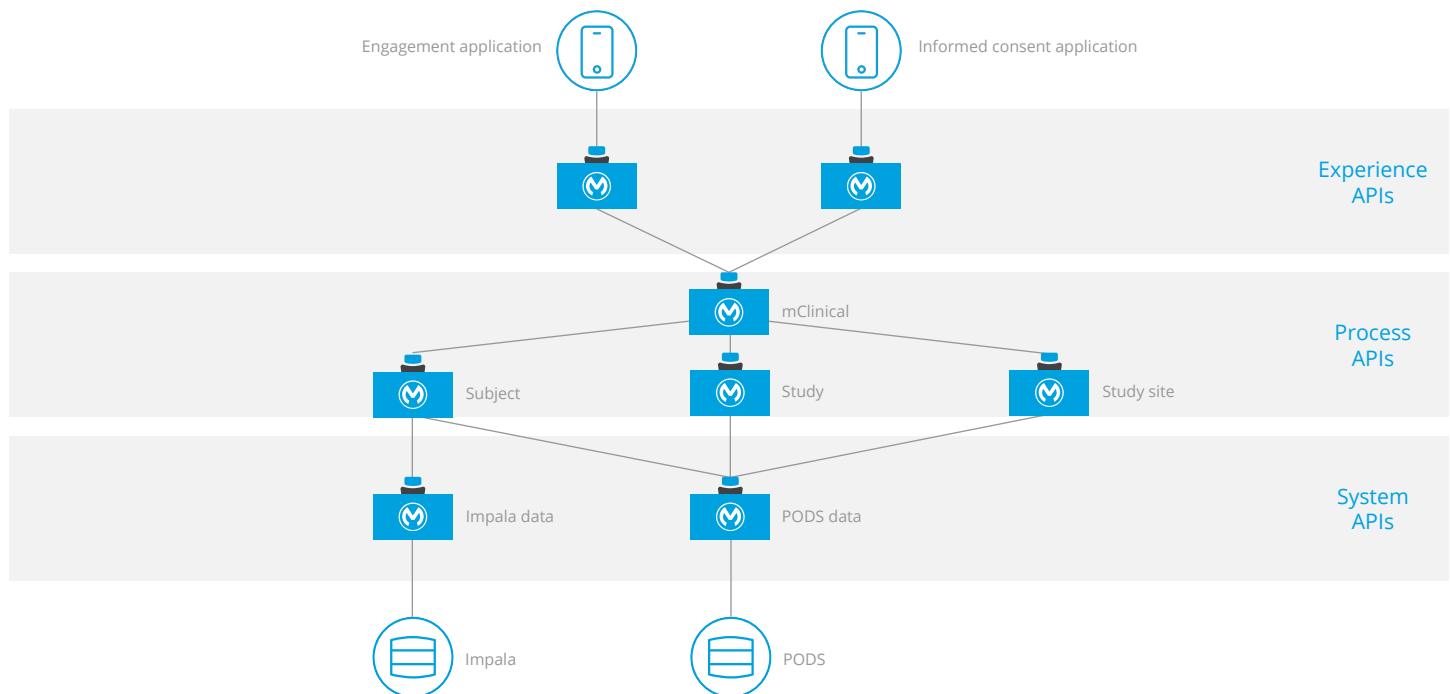 Engagement application
Informed consent application
Experience
APIs
mClinical
Process
APIs
Subject
Study
Study site
Impala data
PODS data
System
APIs
Impala
PODS